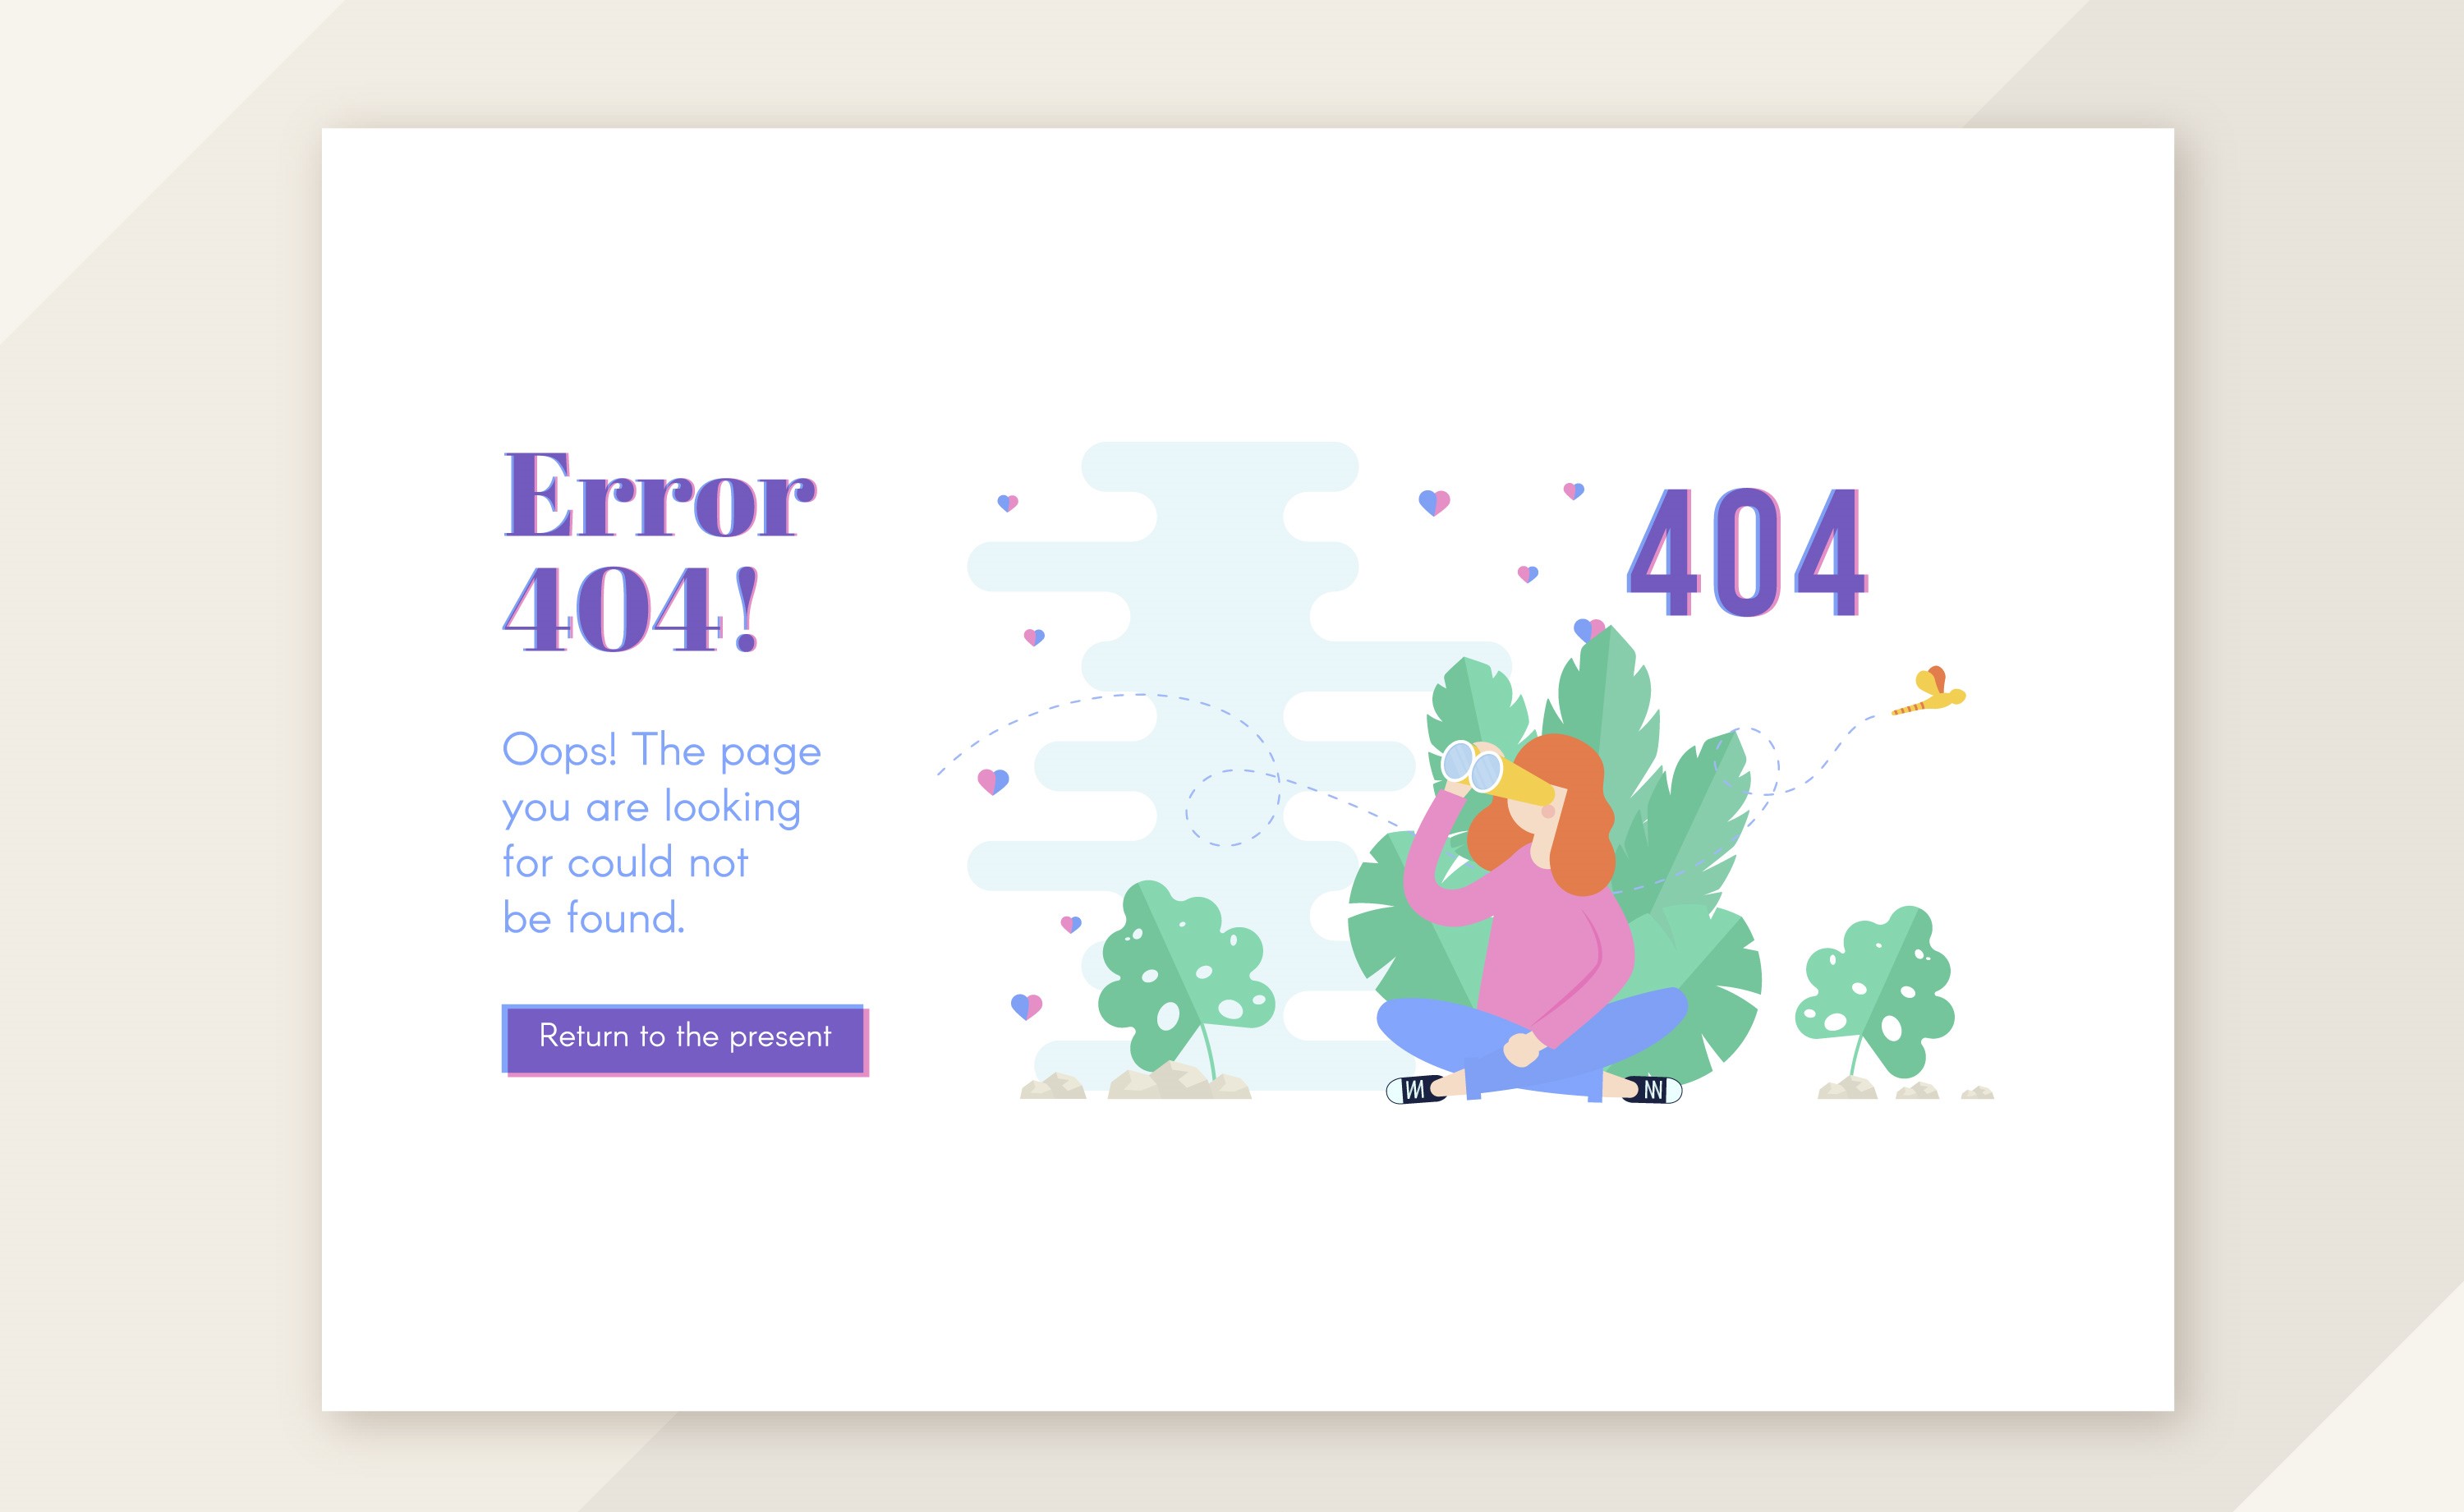 Error
404!
Oops! The page
you are looking
for could not
be found.
Return to the present
404